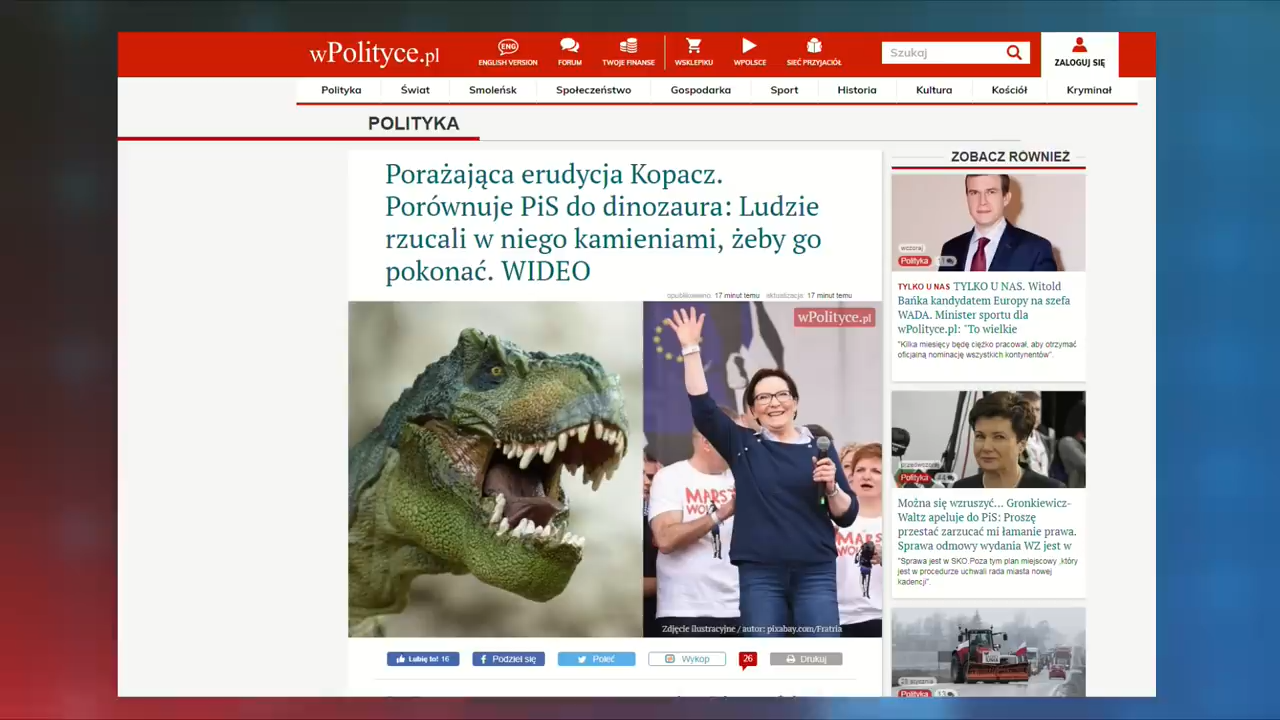 wPolityce.pl
ENG
ENGLISH VERSION
FORUM
TWOJE FINANSE
WSKLEPIKU
WPOLSCE
SIEĆ PRZYJACIÓŁ
Szukaj
ZALOGUJ SIĘ
Polityka
Świat
Smoleńsk
Społeczeństwo
Gospodarka
Sport
Historia
Kultura
Kościół
Kryminał
POLITYKA
Porażająca erudycja Kopacz.
Porównuje PiS do dinozaura: Ludzie
rzucali w niego kamieniami, żeby go
pokonać. WIDEO
opublikowano: 17 minut temu aktualizacja: 17 minut temu
wPolityce.pl
MARSZ
MARSZ
Zdjęcie ilustracyjne / autor: pixabay.com/Fratria
Lubię to! 16
Podziel się
Poleć
Wykop
26
Drukuj
ZOBACZ RÓWNIEŻ
wczoraj
Polityka
TYLKO U NAS TYLKO U NAS. Witold
Bańka kandydatem Europy na szefa
WADA. Minister sportu dla
wPolityce.pl: "To wielkie
"Kilka miesięcy będę ciężko pracował, aby otrzymać
oficjalną nominację wszystkich kontynentów".
przedwczoraj
Polityka
Można się wzruszyć... Gronkiewicz-
Waltz apeluje do PiS: Proszę
przestać zarzucać mi łamanie prawa.
Sprawa odmowy wydania WZ jest w
"Sprawa jest w SKO.Poza tym plan miejscowy ,który
jest w procedurze uchwali rada miasta nowej
kadencji".
Polityka